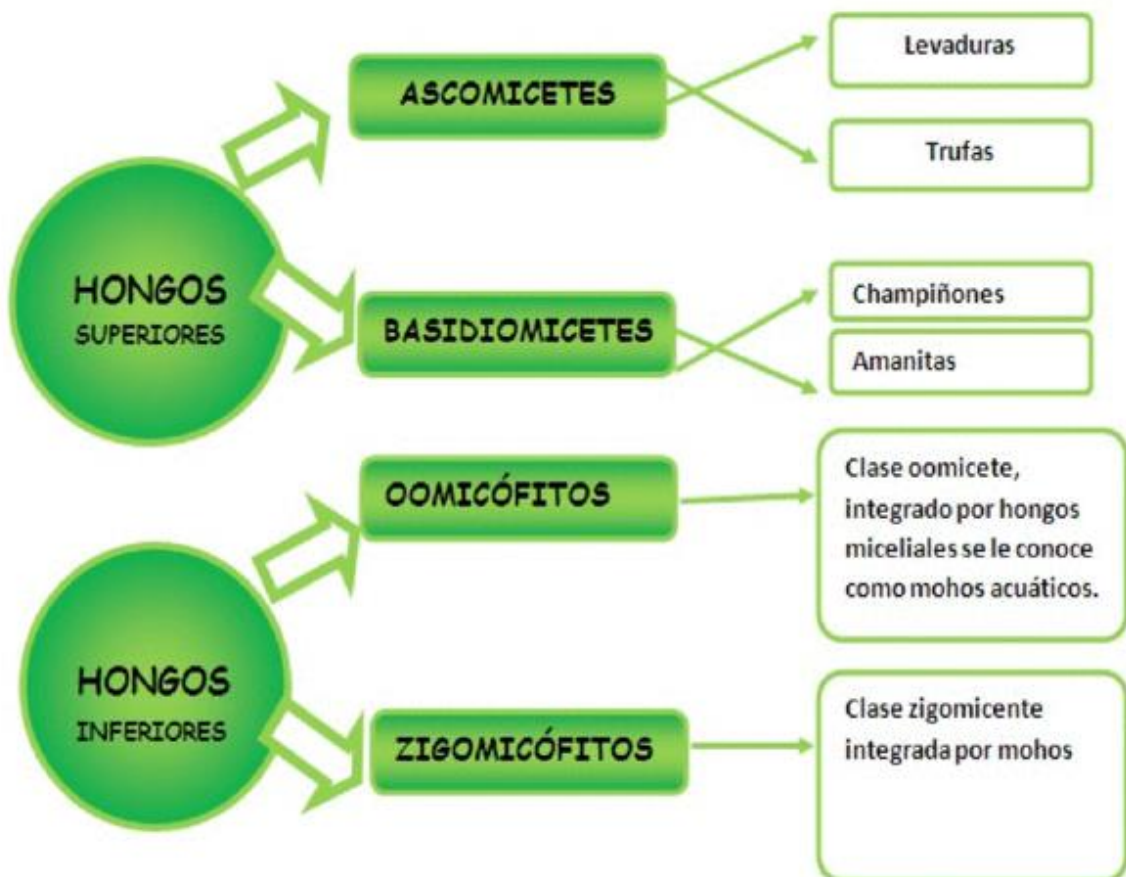 HONGOS
SUPERIORES
ASCOMICETES
Levaduras
Trufas
BASIDIOMICETES
Champiñones
Amanitas
HONGOS
INFERIORES
OOMICÓFITOS
Clase oomicete,
integrado por hongos
miceliales se le conoce
como mohos acuáticos.
ZIGOMICÓFITOS
Clase zigomicente
integrada por mohos